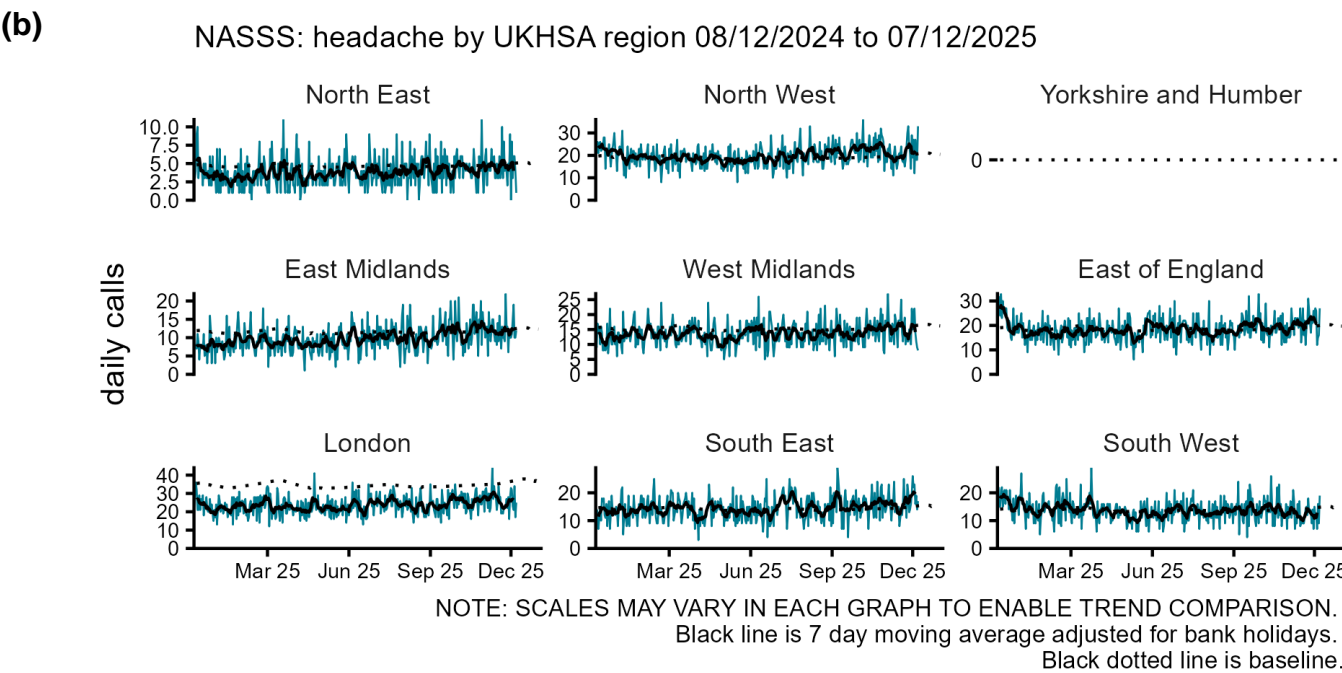 (b)
NASSS: headache by UKHSA region 08/12/2024 to 07/12/2025
North East
North West
Yorkshire and Humber
10.0
7.5
5.0
2.5
0.0
30
20
10
0
0
East Midlands
West Midlands
East of England
daily calls
20
15
10
5
0
25
20
15
10
5
0
30
20
10
0
London
South East
South West
40
30
20
10
0
20
10
0
20
10
0
Mar 25 Jun 25 Sep 25 Dec 25
Mar 25 Jun 25 Sep 25 Dec 25
Mar 25 Jun 25 Sep 25 Dec 25
NOTE: SCALES MAY VARY IN EACH GRAPH TO ENABLE TREND COMPARISON.
Black line is 7 day moving average adjusted for bank holidays.
Black dotted line is baseline.